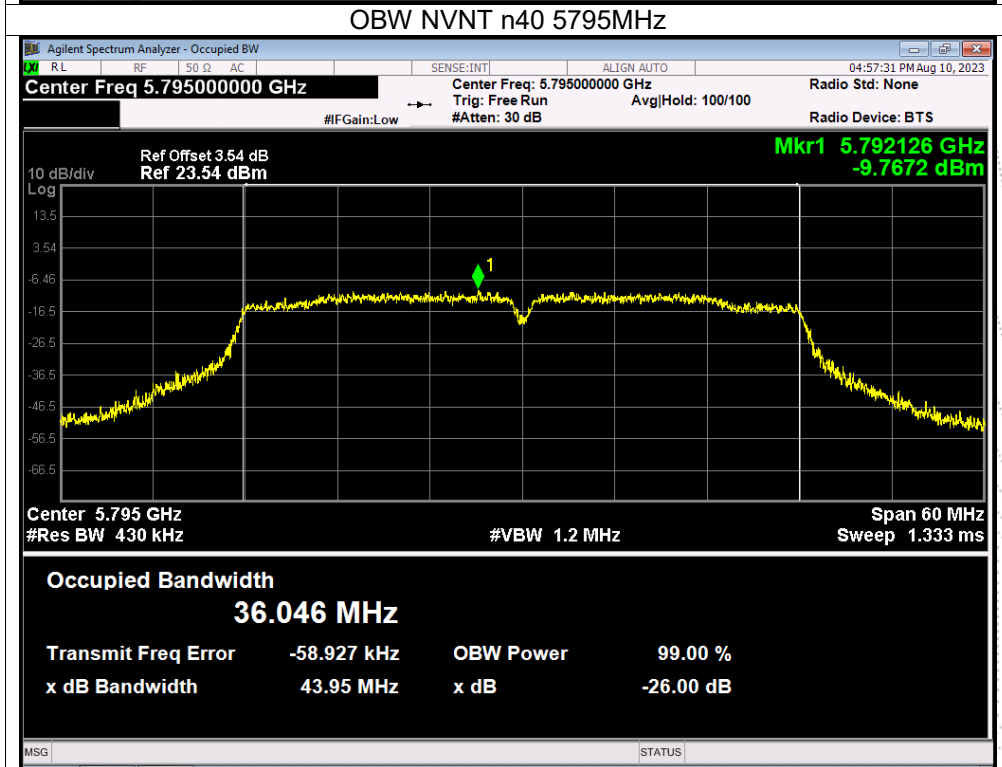 OBW NVNT n40 5795MHz
Agilent Spectrum Analyzer - Occupied BW
LXI RL RF 50 Ω AC SENSE:INT ALIGN AUTO 04:57:31 PM Aug 10, 2023
Center Freq 5.795000000 GHz Center Freq: 5.795000000 GHz Radio Std: None
Trig: Free Run Avg|Hold: 100/100
#IFGain:Low #Atten: 30 dB Radio Device: BTS
Mkr1 5.792126 GHz
-9.7672 dBm
Ref Offset 3.54 dB
10 dB/div Ref 23.54 dBm
Log
13.5
3.54
1
-6.46
-16.5
-26.5
-36.5
-46.5
-56.5
-66.5
Center 5.795 GHz Span 60 MHz
#Res BW 430 kHz #VBW 1.2 MHz Sweep 1.333 ms
Occupied Bandwidth
36.046 MHz
Transmit Freq Error -58.927 kHz OBW Power 99.00 %
x dB Bandwidth 43.95 MHz x dB -26.00 dB
MSG STATUS